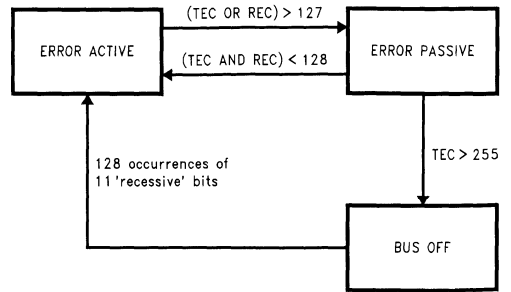 (TEC OR REC) > 127
ERROR ACTIVE
ERROR PASSIVE
(TEC AND REC) < 128
128 occurrences of
11 'recessive' bits
TEC > 255
BUS OFF